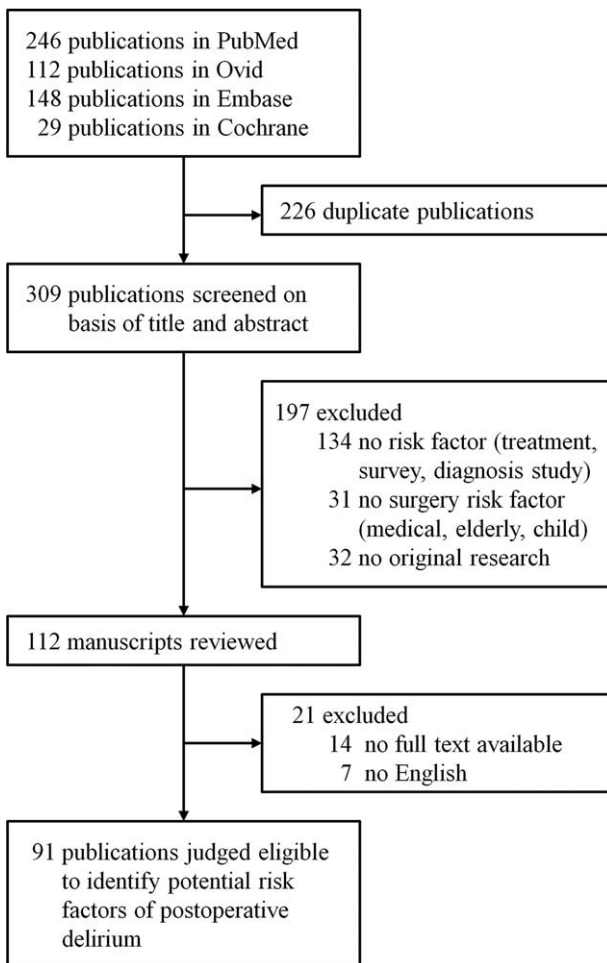 246 publications in PubMed
112 publications in Ovid
148 publications in Embase
29 publications in Cochrane
226 duplicate publications
309 publications screened on
basis of title and abstract
197 excluded
134 no risk factor (treatment,
survey, diagnosis study)
31 no surgery risk factor
(medical, elderly, child)
32 no original research
112 manuscripts reviewed
21 excluded
14 no full text available
7 no English
91 publications judged eligible
to identify potential risk
factors of postoperative
delirium